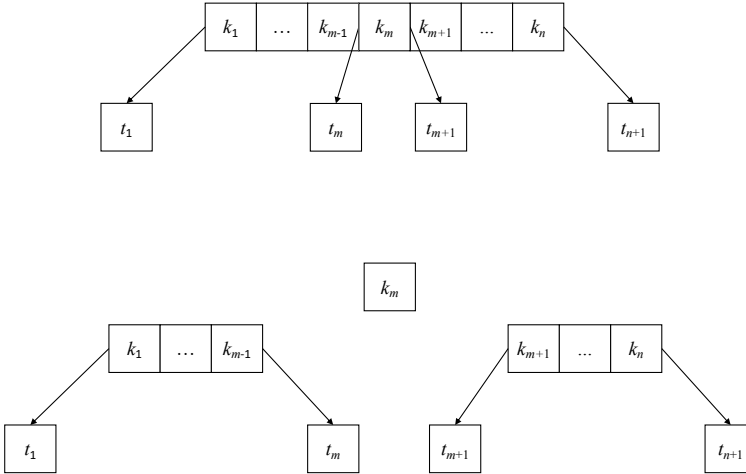 k₁ … kₘ₋₁ kₘ kₘ₊₁ ... kₙ
t₁ tₘ tₘ₊₁ tₙ₊₁
kₘ
k₁ … kₘ₋₁ kₘ₊₁ ... kₙ
t₁ tₘ tₘ₊₁ tₙ₊₁